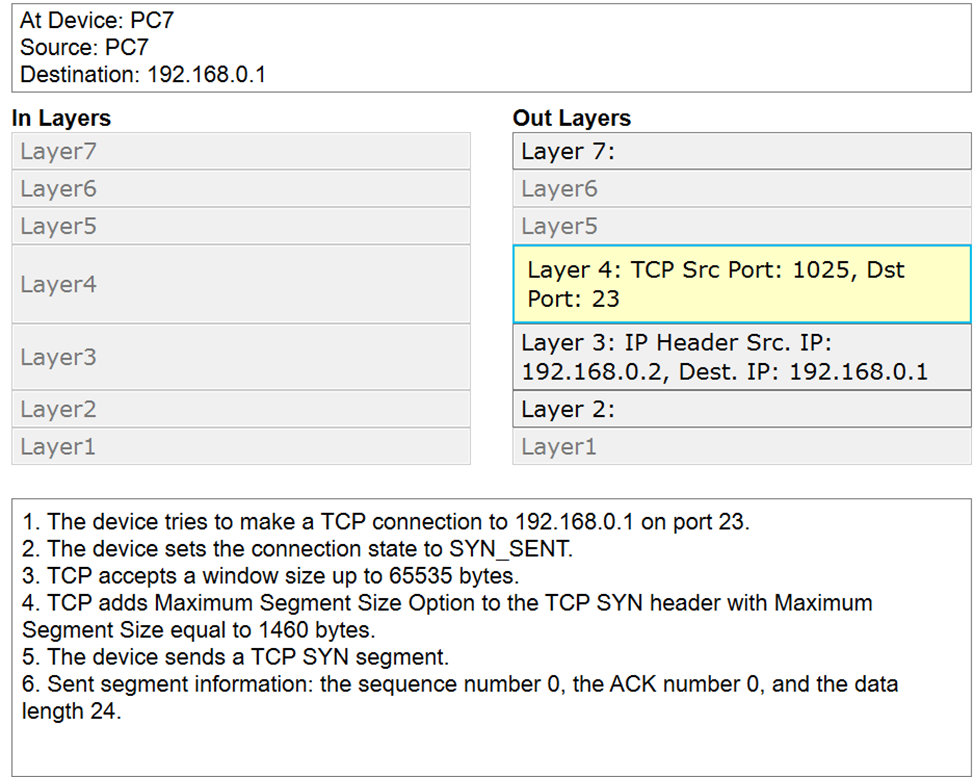 At Device: PC7
Source: PC7
Destination: 192.168.0.1
In Layers
Layer7
Layer6
Layer5
Layer4
Layer3
Layer2
Layer1
Out Layers
Layer 7:
Layer6
Layer5
Layer 4: TCP Src Port: 1025, Dst
Port: 23
Layer 3: IP Header Src. IP:
192.168.0.2, Dest. IP: 192.168.0.1
Layer 2:
Layer1
1. The device tries to make a TCP connection to 192.168.0.1 on port 23.
2. The device sets the connection state to SYN_SENT.
3. TCP accepts a window size up to 65535 bytes.
4. TCP adds Maximum Segment Size Option to the TCP SYN header with Maximum
Segment Size equal to 1460 bytes.
5. The device sends a TCP SYN segment.
6. Sent segment information: the sequence number 0, the ACK number 0, and the data
length 24.